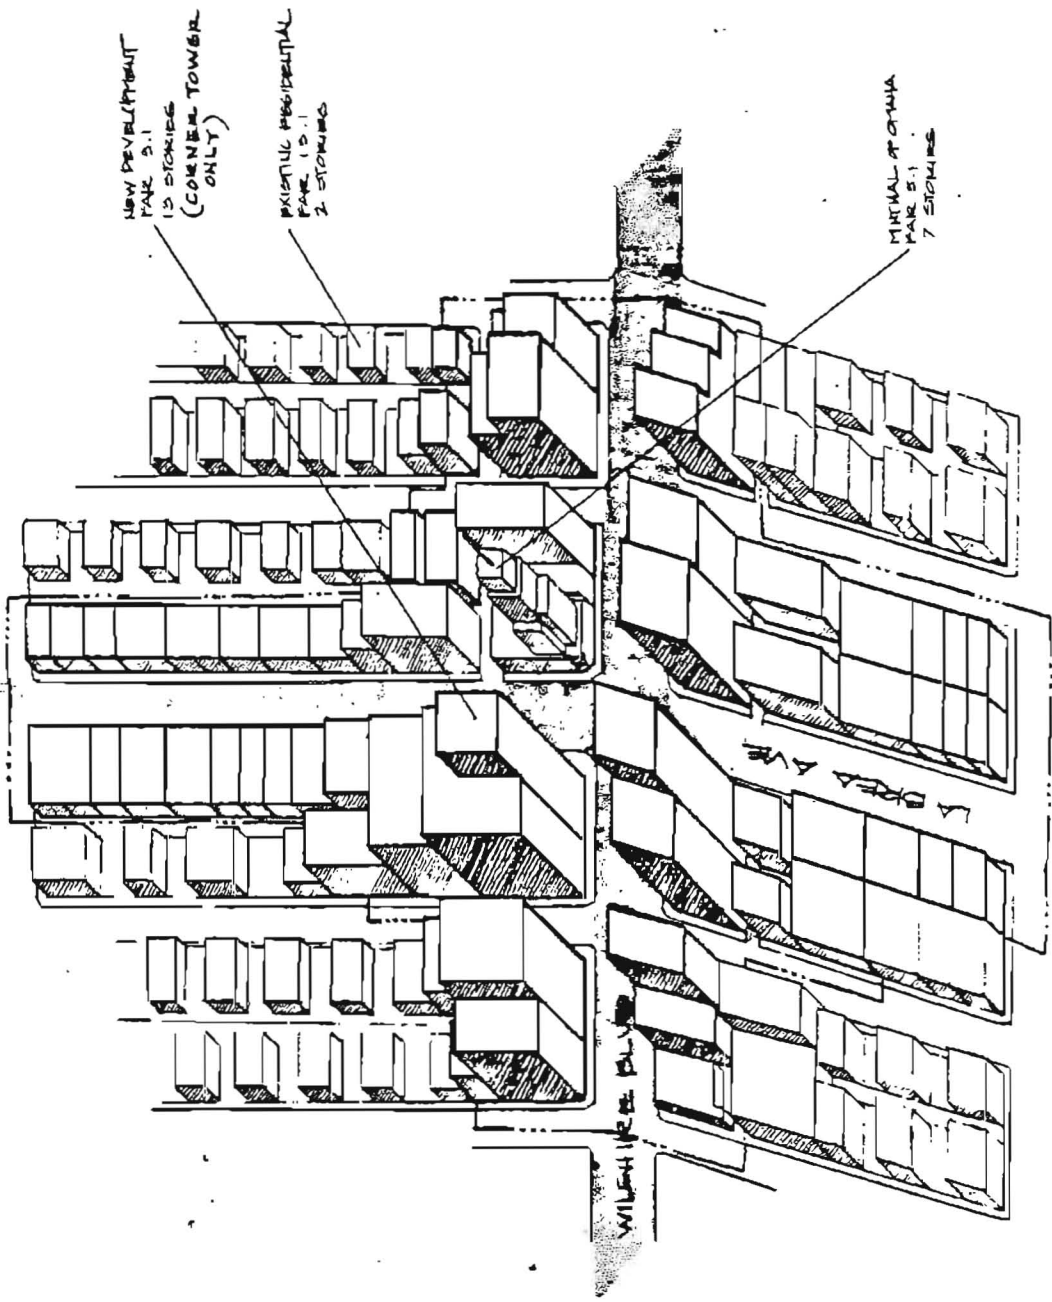 NEW DEVELOPMENT
FAR 3.1
13 STORIES
(CORNER TOWER
ONLY)
EXISTING RESIDENTIAL
FAR 1.5.1
2 STORIES
MUTUAL OF OMAHA
FAR 5.1
7 STORIES
WILSHIRE BLVD
LA
BREA AVE